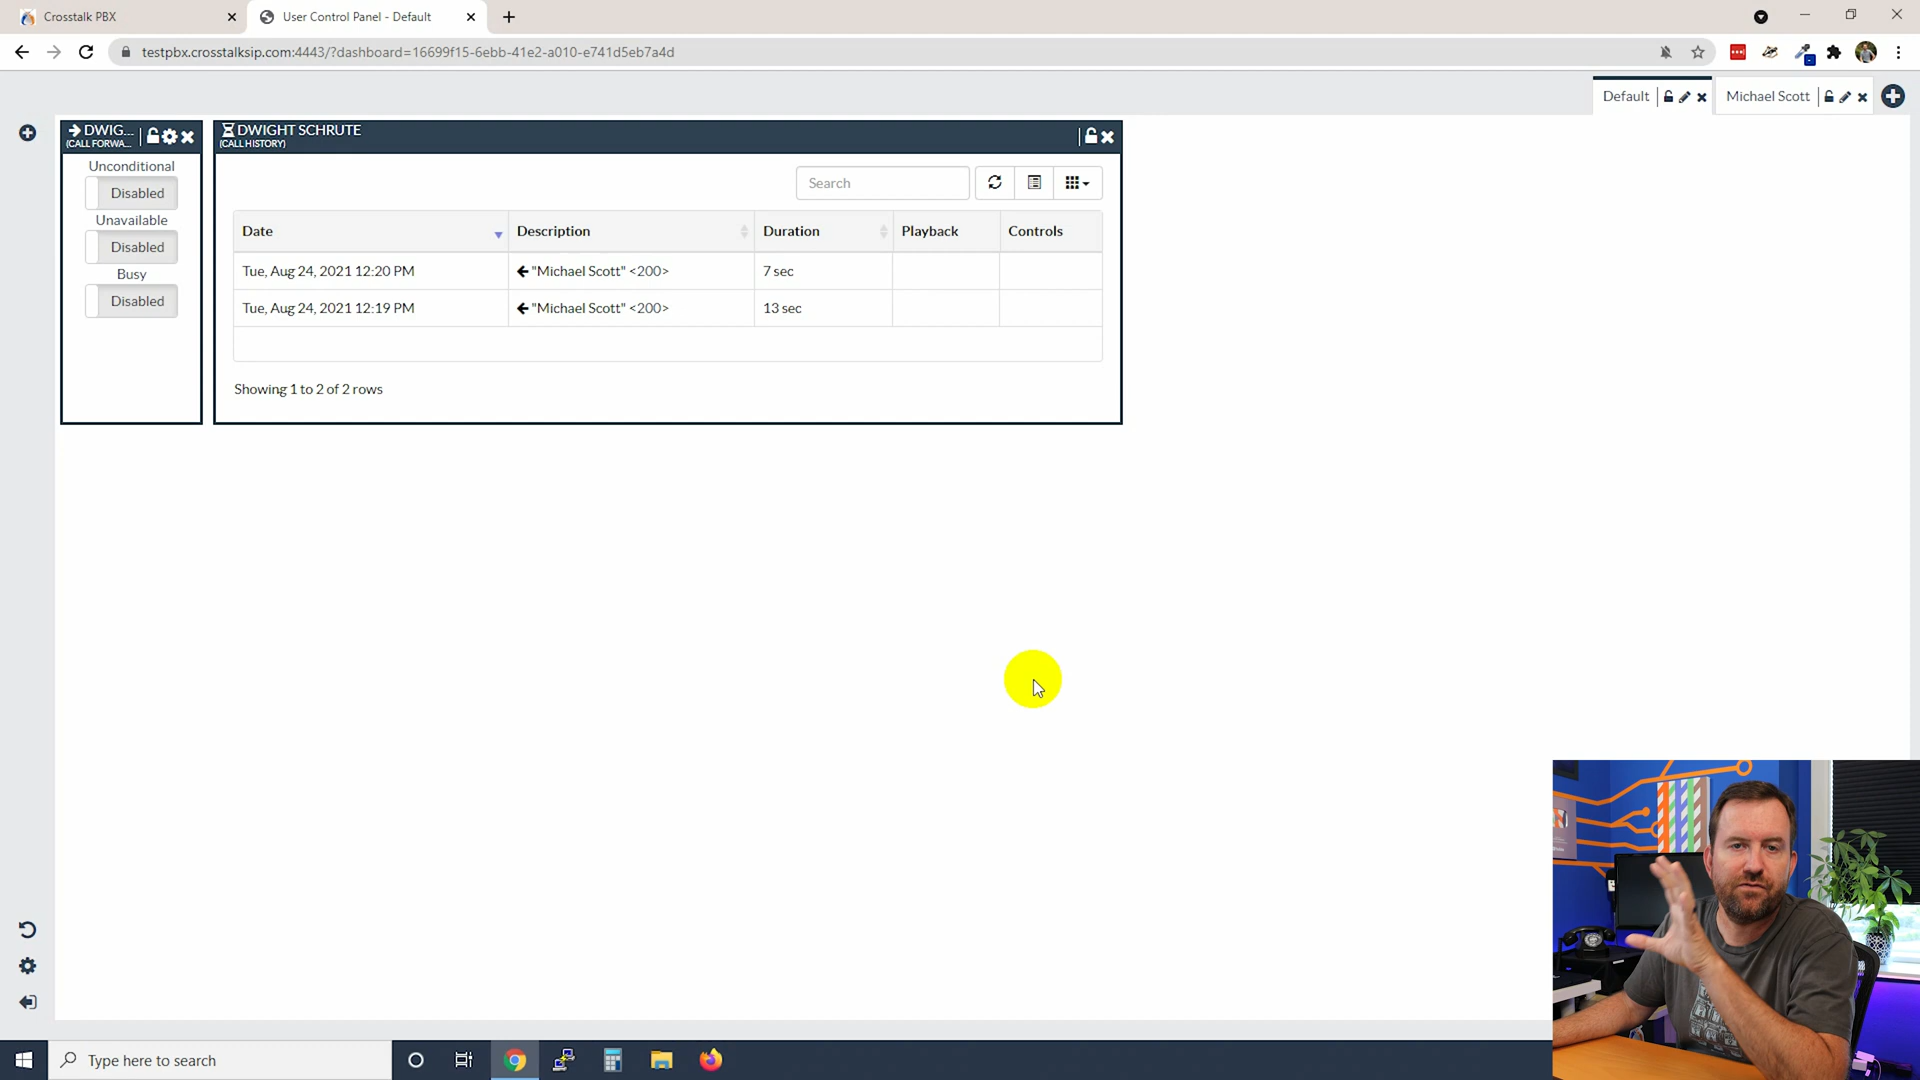 Crosstalk PBX
User Control Panel - Default
testpbx.crosstalksip.com:4443/?dashboard=16699f15-6ebb-41e2-a010-e741d5eb7a4d
Default
Michael Scott
DWIG...
(CALL FORWA...
Unconditional
Disabled
Unavailable
Disabled
Busy
Disabled
DWIGHT SCHRUTE
(CALL HISTORY)
Search
Date Description Duration Playback Controls
Tue, Aug 24, 2021 12:20 PM "Michael Scott" <200> 7 sec
Tue, Aug 24, 2021 12:19 PM "Michael Scott" <200> 13 sec
Showing 1 to 2 of 2 rows
Type here to search